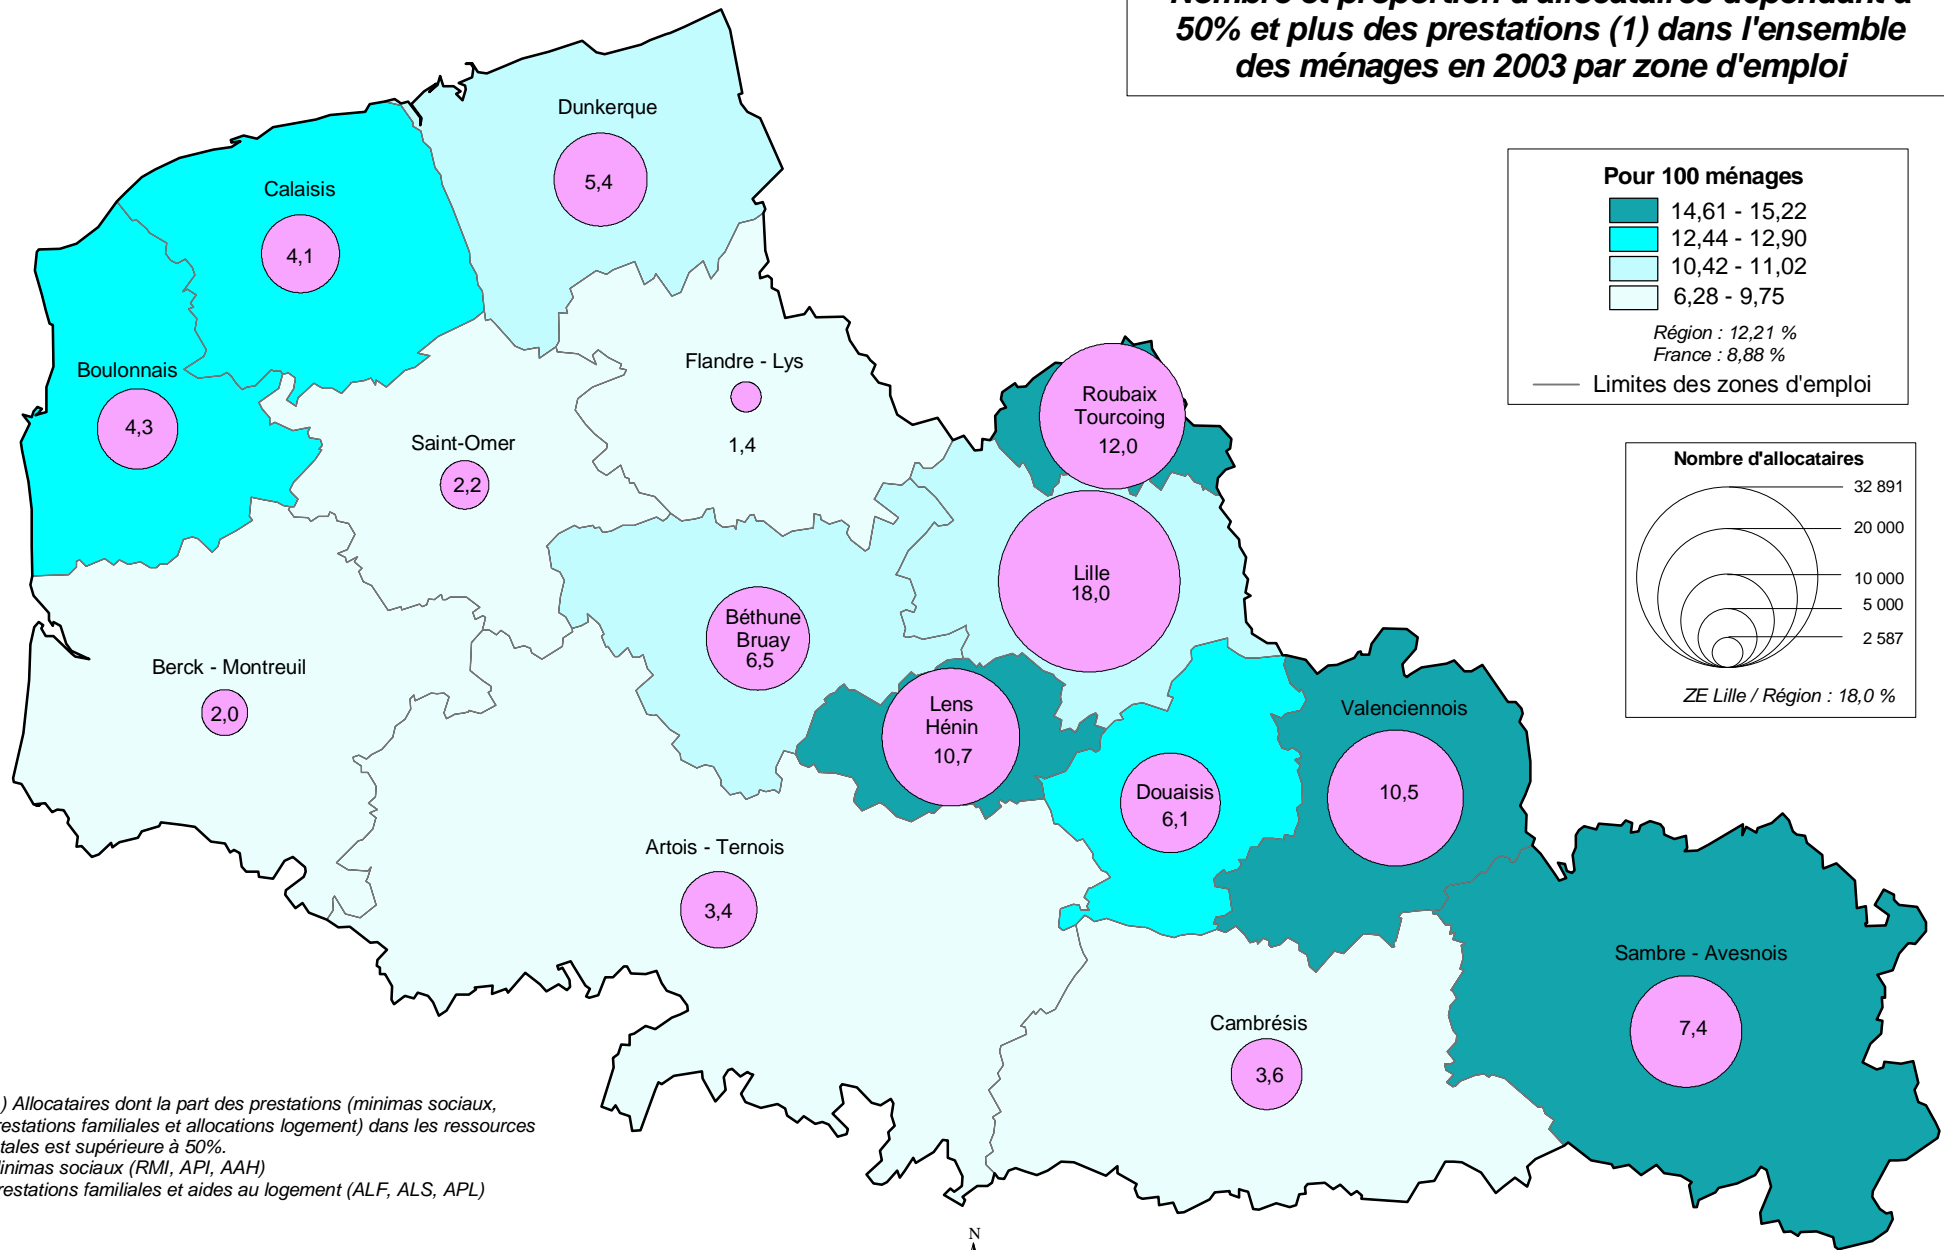 Nombre et proportion d'allocataires dépendant à
50% et plus des prestations (1) dans l'ensemble
des ménages en 2003 par zone d'emploi
Pour 100 ménages
14,61 - 15,22
12,44 - 12,90
10,42 - 11,02
6,28 - 9,75
Région : 12,21 %
France : 8,88 %
Limites des zones d'emploi
Nombre d'allocataires
32 891
20 000
10 000
5 000
2 587
ZE Lille / Région : 18,0 %
Dunkerque
5,4
Calaisis
4,1
Boulonnais
4,3
Flandre - Lys
1,4
Saint-Omer
2,2
Roubaix
Tourcoing
12,0
Lille
18,0
Béthune
Bruay
6,5
Berck - Montreuil
2,0
Lens
Hénin
10,7
Valenciennois
10,5
Douaisis
6,1
Artois - Ternois
3,4
Sambre - Avesnois
7,4
Cambrésis
3,6
) Allocataires dont la part des prestations (minimas sociaux,
restations familiales et allocations logement) dans les ressources
tales est supérieure à 50%.
inimas sociaux (RMI, API, AAH)
restations familiales et aides au logement (ALF, ALS, APL)
N